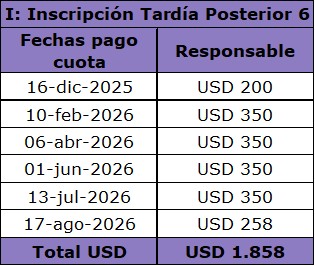 I: Inscripción Tardía Posterior 6
Fechas pago cuota Responsable
16-dic-2025 USD 200
10-feb-2026 USD 350
06-abr-2026 USD 350
01-jun-2026 USD 350
13-jul-2026 USD 350
17-ago-2026 USD 258
Total USD USD 1.858